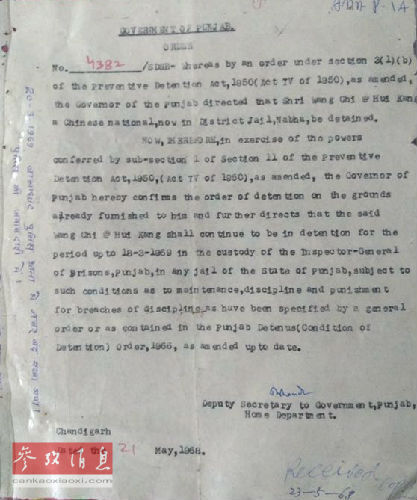 GOVERNMENT OF PUNJAB.
ORDER
No. 4382 /SDSB- Whereas by an order under section 3(1)(b)
of the Preventive Detention Act,1950(Act IV of 1950),as amended,
the Governor of the Punjab directed that Shri Wang Chi @ Hui Kang
a Chinese national,now in District Jail,Nabha,be detained.
NOW,THEREFORE,in exercise of the powers
conferred by sub-section 1 of Section 11 of the Preventive
Detention Act,1950,(Act IV of 1950),as amended, the Governor of
Punjab hereby confirms the order of detention on the grounds
already furnished to him and further directs that the said
Wang Chi @ Hui Kang shall continue to be in detention for the
period upto 18-3-1969 in the custody of the Inspector-General
of Prisons,Punjab,in any jail of the State of Punjab,subject to
such conditions as to maintenance,discipline and punishment
for breaches of discipline,as have been specified by a general
order or as contained in the Punjab Detenus(Condition of
Detention) Order,1966, as amended upto date.
Deputy Secretary to Government,Punjab,
Home Department.
Chandigarh
21 May,1968.
Received
23-5-68
20-3-1969
参考消息
cankaoxiaoxi.com